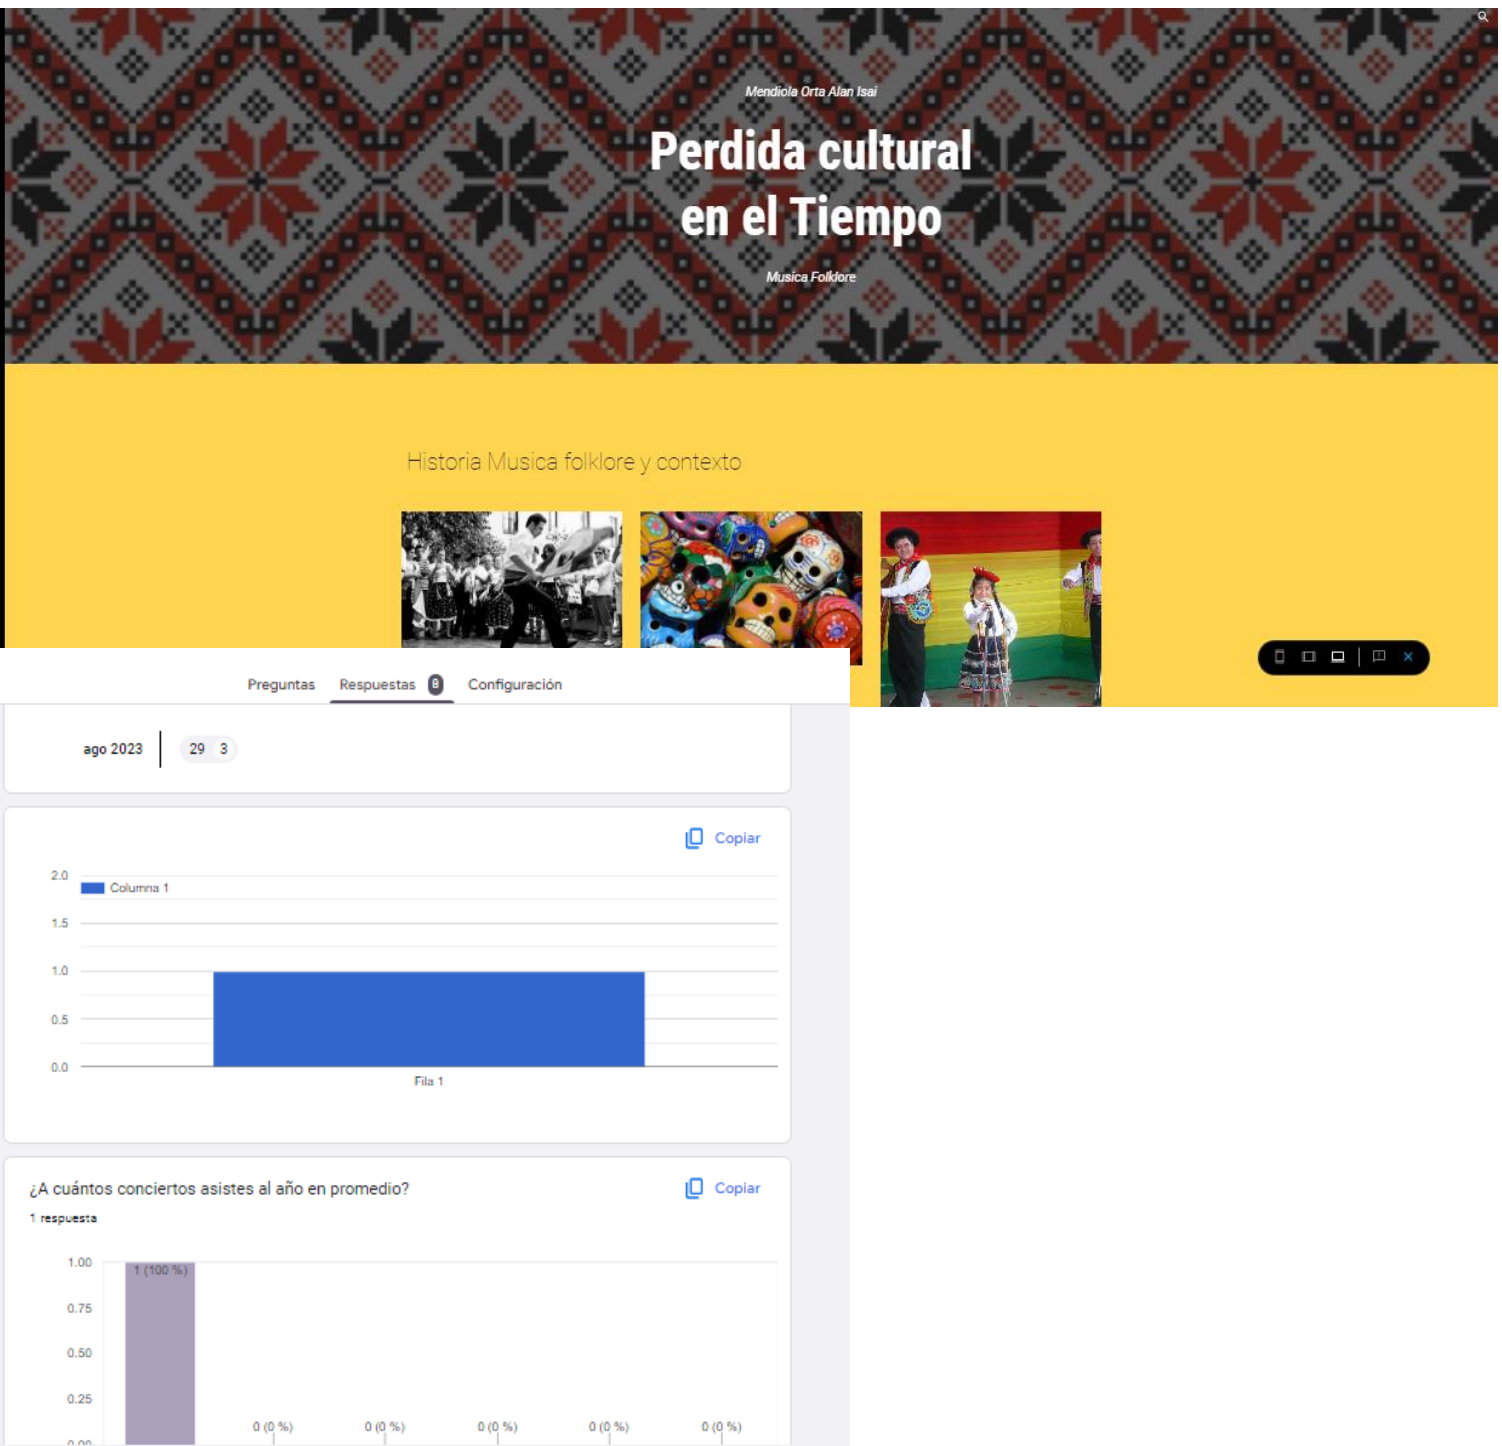 Mendiola Orta Alan Isai
Perdida cultural
en el Tiempo
Musica Folklore
Historia Musica folklore y contexto
Preguntas Respuestas 8 Configuración
ago 2023 29 3
Copiar
2.0
Columna 1
1.5
1.0
0.5
0.0
Fila 1
¿A cuántos conciertos asistes al año en promedio?
Copiar
1 respuesta
1.00
1 (100 %)
0.75
0.50
0.25
0 (0 %) 0 (0 %) 0 (0 %) 0 (0 %) 0 (0 %)
0.00